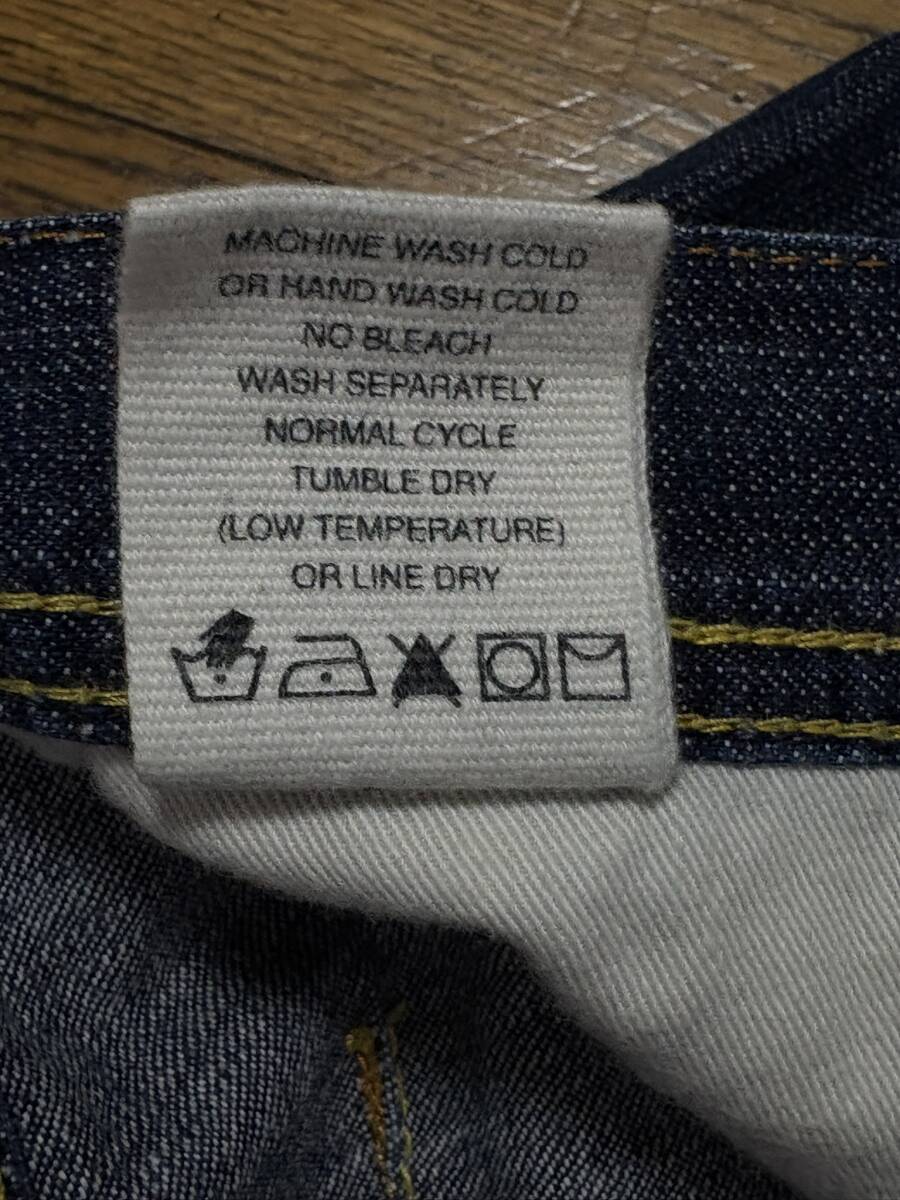 MACHINE WASH COLD
OR HAND WASH COLD
NO BLEACH
WASH SEPARATELY
NORMAL CYCLE
TUMBLE DRY
(LOW TEMPERATURE)
OR LINE DRY